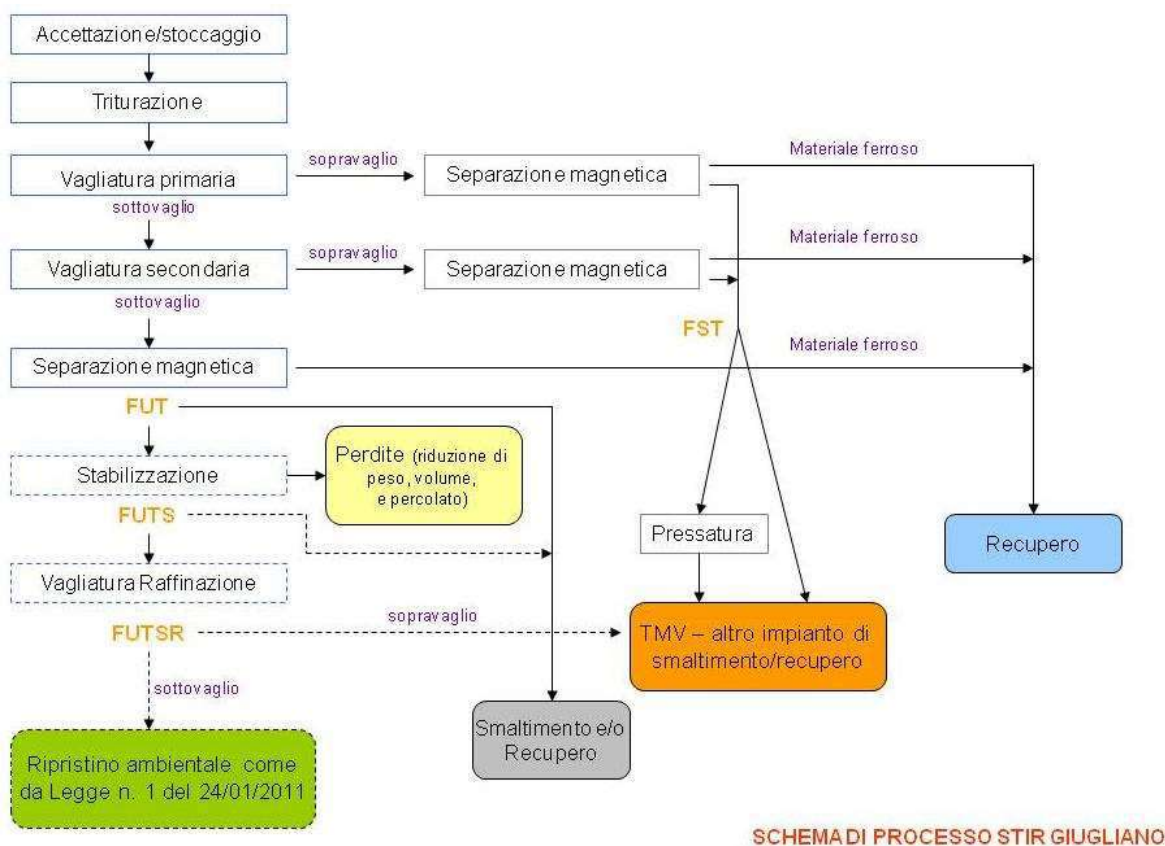 Accettazione/stoccaggio
Triturazione
Vagliatura primaria
sopravaglio
Separazione magnetica
Materiale ferroso
sottovaglio
Vagliatura secondaria
sopravaglio
Separazione magnetica
Materiale ferroso
sottovaglio
FST
Separazione magnetica
Materiale ferroso
FUT
Stabilizzazione
Perdite (riduzione di
peso, volume,
e percolato)
FUTS
Pressatura
Recupero
Vagliatura Raffinazione
FUTSR
sopravaglio
TMV – altro impianto di
smaltimento/recupero
sottovaglio
Smaltimento e/o
Recupero
Ripristino ambientale come
da Legge n. 1 del 24/01/2011
SCHEMA DI PROCESSO STIR GIUGLIANO